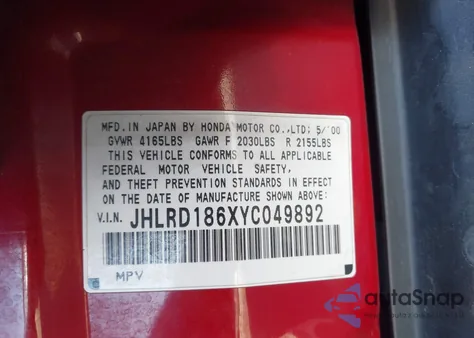 MFD. IN JAPAN BY HONDA MOTOR CO.,LTD; 5/'00
GVWR 4165LBS GAWR F 2030LBS R 2155LBS
THIS VEHICLE CONFORMS TO ALL APPLICABLE
FEDERAL MOTOR VEHICLE SAFETY,
AND THEFT PREVENTION STANDARDS IN EFFECT
ON THE DATE OF MANUFACTURE SHOWN ABOVE:
V.I.N. JHLRD186XYC049892
MPV
autaSnap